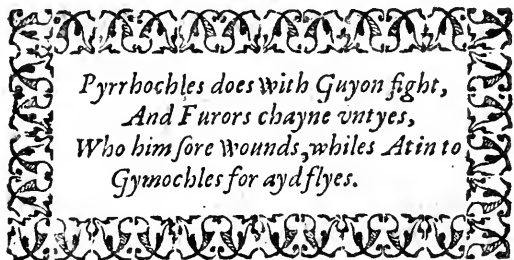 Pyrrhochles does with Guyon fight,
And Furors chayne vntyes,
Who him ſore wounds, whiles Atin to
Gymochles for ayd flyes.